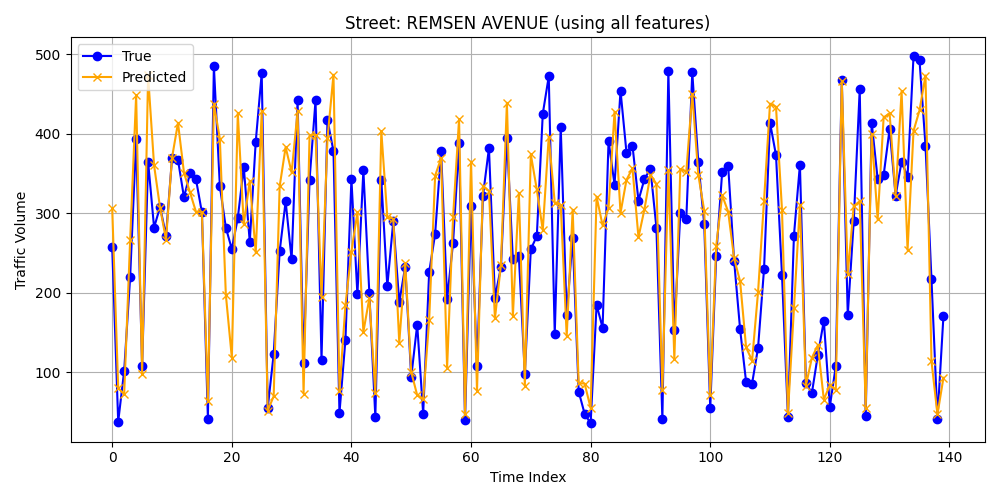 Street: REMSEN AVENUE (using all features)
True
Predicted
Traffic Volume
500
400
300
200
100
0 20 40 60 80 100 120 140
Time Index